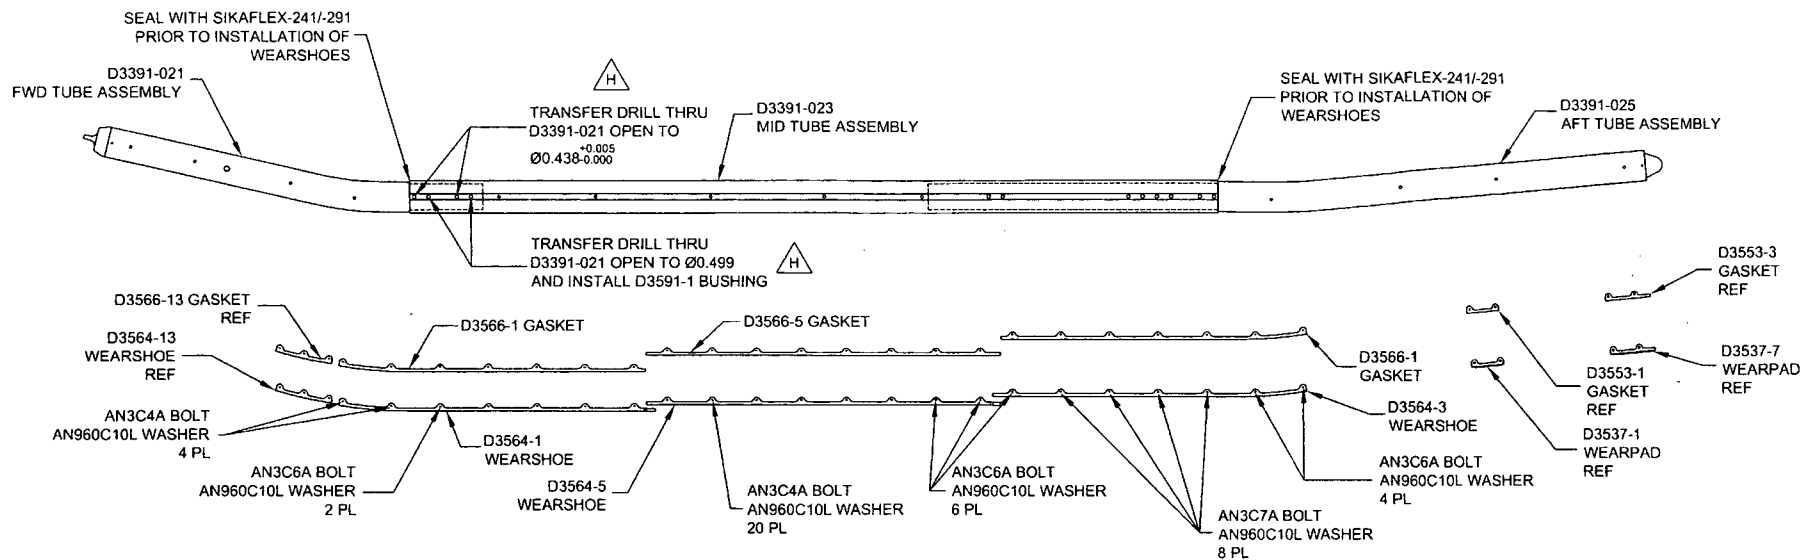 SEAL WITH SIKAFLEX-241/-291
PRIOR TO INSTALLATION OF
WEARSHOES
D3391-021
FWD TUBE ASSEMBLY
H
TRANSFER DRILL THRU
D3391-021 OPEN TO
Ø0.438+0.005
-0.000
D3391-023
MID TUBE ASSEMBLY
SEAL WITH SIKAFLEX-241/-291
PRIOR TO INSTALLATION OF
WEARSHOES
D3391-025
AFT TUBE ASSEMBLY
TRANSFER DRILL THRU
D3391-021 OPEN TO Ø0.499
AND INSTALL D3591-1 BUSHING
H
D3553-3
GASKET
REF
D3566-13 GASKET
REF
D3566-1 GASKET
D3566-5 GASKET
D3564-13
WEARSHOE
REF
D3566-1
GASKET
D3553-1
GASKET
REF
D3537-7
WEARPAD
REF
AN3C4A BOLT
AN960C10L WASHER
4 PL
D3564-1
WEARSHOE
D3564-3
WEARSHOE
D3537-1
WEARPAD
REF
AN3C6A BOLT
AN960C10L WASHER
2 PL
D3564-5
WEARSHOE
AN3C4A BOLT
AN960C10L WASHER
20 PL
AN3C6A BOLT
AN960C10L WASHER
6 PL
AN3C7A BOLT
AN960C10L WASHER
8 PL
AN3C6A BOLT
AN960C10L WASHER
4 PL